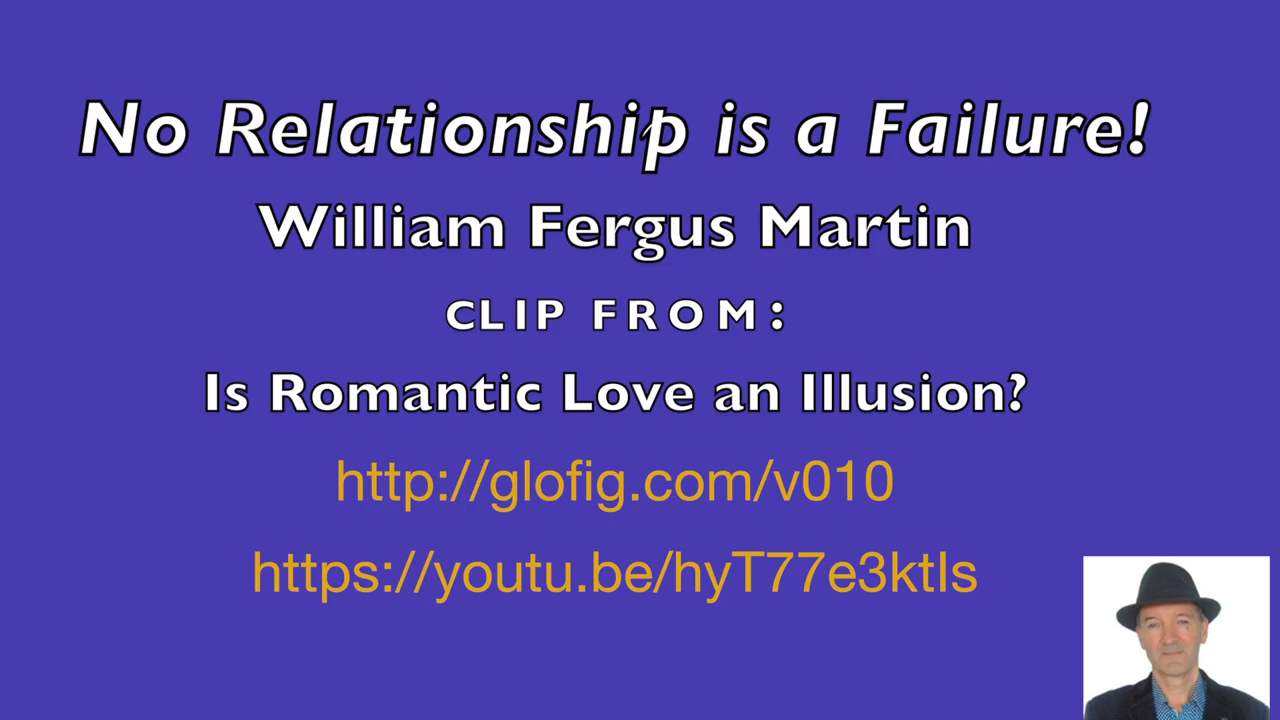 No Relationship is a Failure!
William Fergus Martin
CLIP FROM:
Is Romantic Love an Illusion?
http://glofig.com/v010
https://youtu.be/hyT77e3ktIs